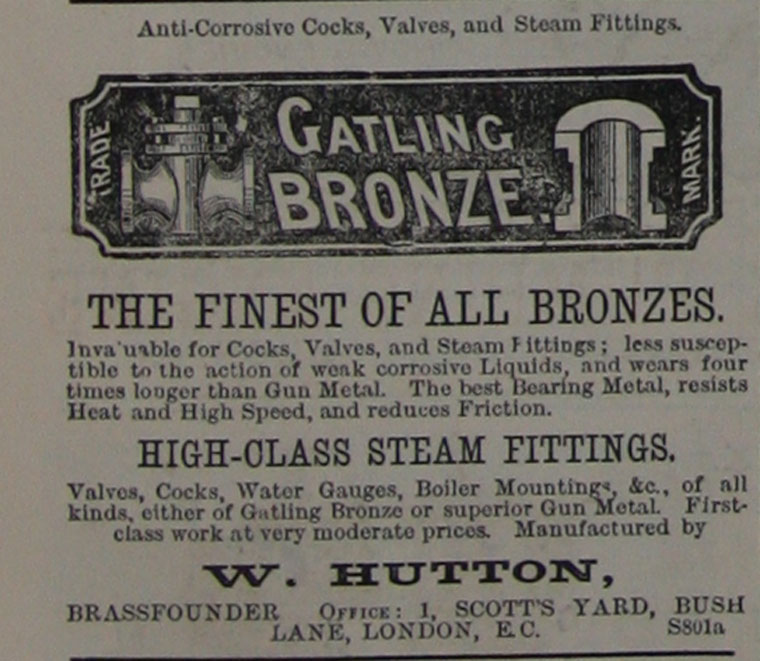 Anti-Corrosive Cocks, Valves, and Steam Fittings.
TRADE
GATLING
BRONZE.
MARK.
THE FINEST OF ALL BRONZES.
Inva'uable for Cocks, Valves, and Steam Fittings; less suscep-
tible to the action of weak corrosive Liquids, and wears four
times longer than Gun Metal. The best Bearing Metal, resists
Heat and High Speed, and reduces Friction.
HIGH-CLASS STEAM FITTINGS.
Valves, Cocks, Water Gauges, Boiler Mountings, &c., of all
kinds, either of Gatling Bronze or superior Gun Metal. First-
class work at very moderate prices. Manufactured by
W. HUTTON,
BRASSFOUNDER OFFICE: 1, SCOTT'S YARD, BUSH
LANE, LONDON, E.C. S801a